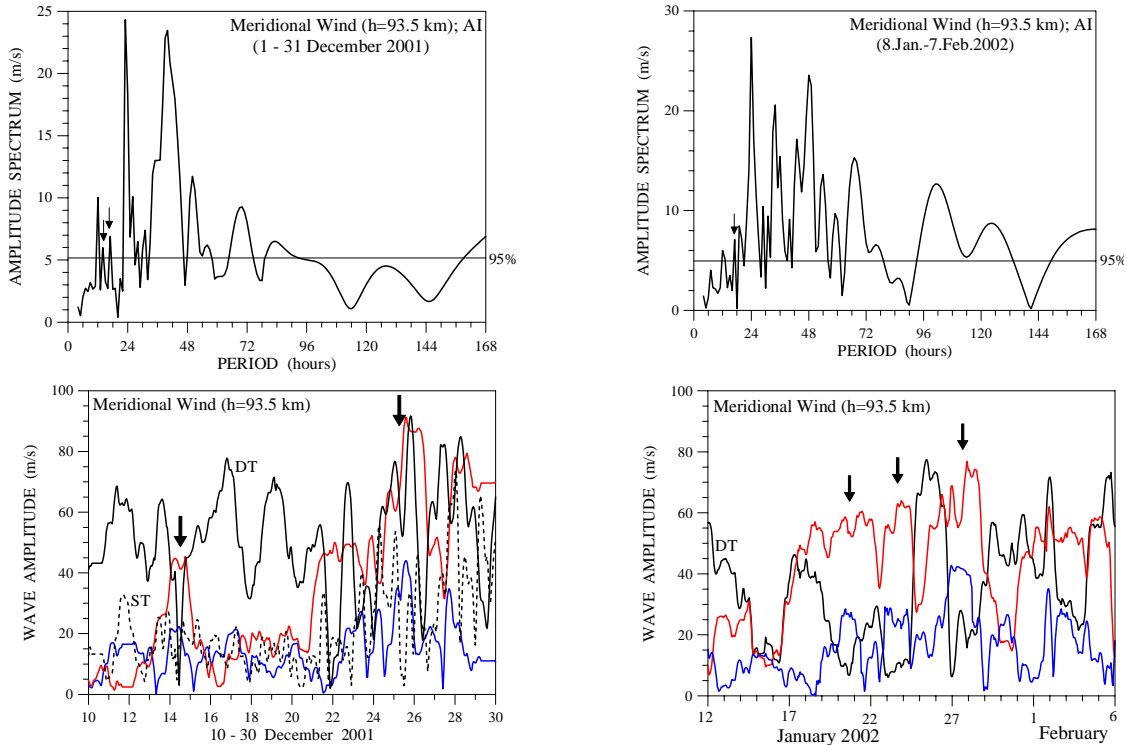 Meridional Wind (h=93.5 km); AI
(1 - 31 December 2001)
AMPLITUDE SPECTRUM (m/s)
25
20
15
10
5
0
95%
0 24 48 72 96 120 144 168
PERIOD (hours)
Meridional Wind (h=93.5 km); AI
(8.Jan.-7.Feb.2002)
AMPLITUDE SPECTRUM (m/s)
30
20
10
0
95%
0 24 48 72 96 120 144 168
PERIOD (hours)
Meridional Wind (h=93.5 km)
WAVE AMPLITUDE (m/s)
100
80
60
40
20
0
DT
ST
10 12 14 16 18 20 22 24 26 28 30
10 - 30 December 2001
Meridional Wind (h=93.5 km)
WAVE AMPLITUDE (m/s)
100
80
60
40
20
0
DT
12 17 22 27 1 6
January 2002 February